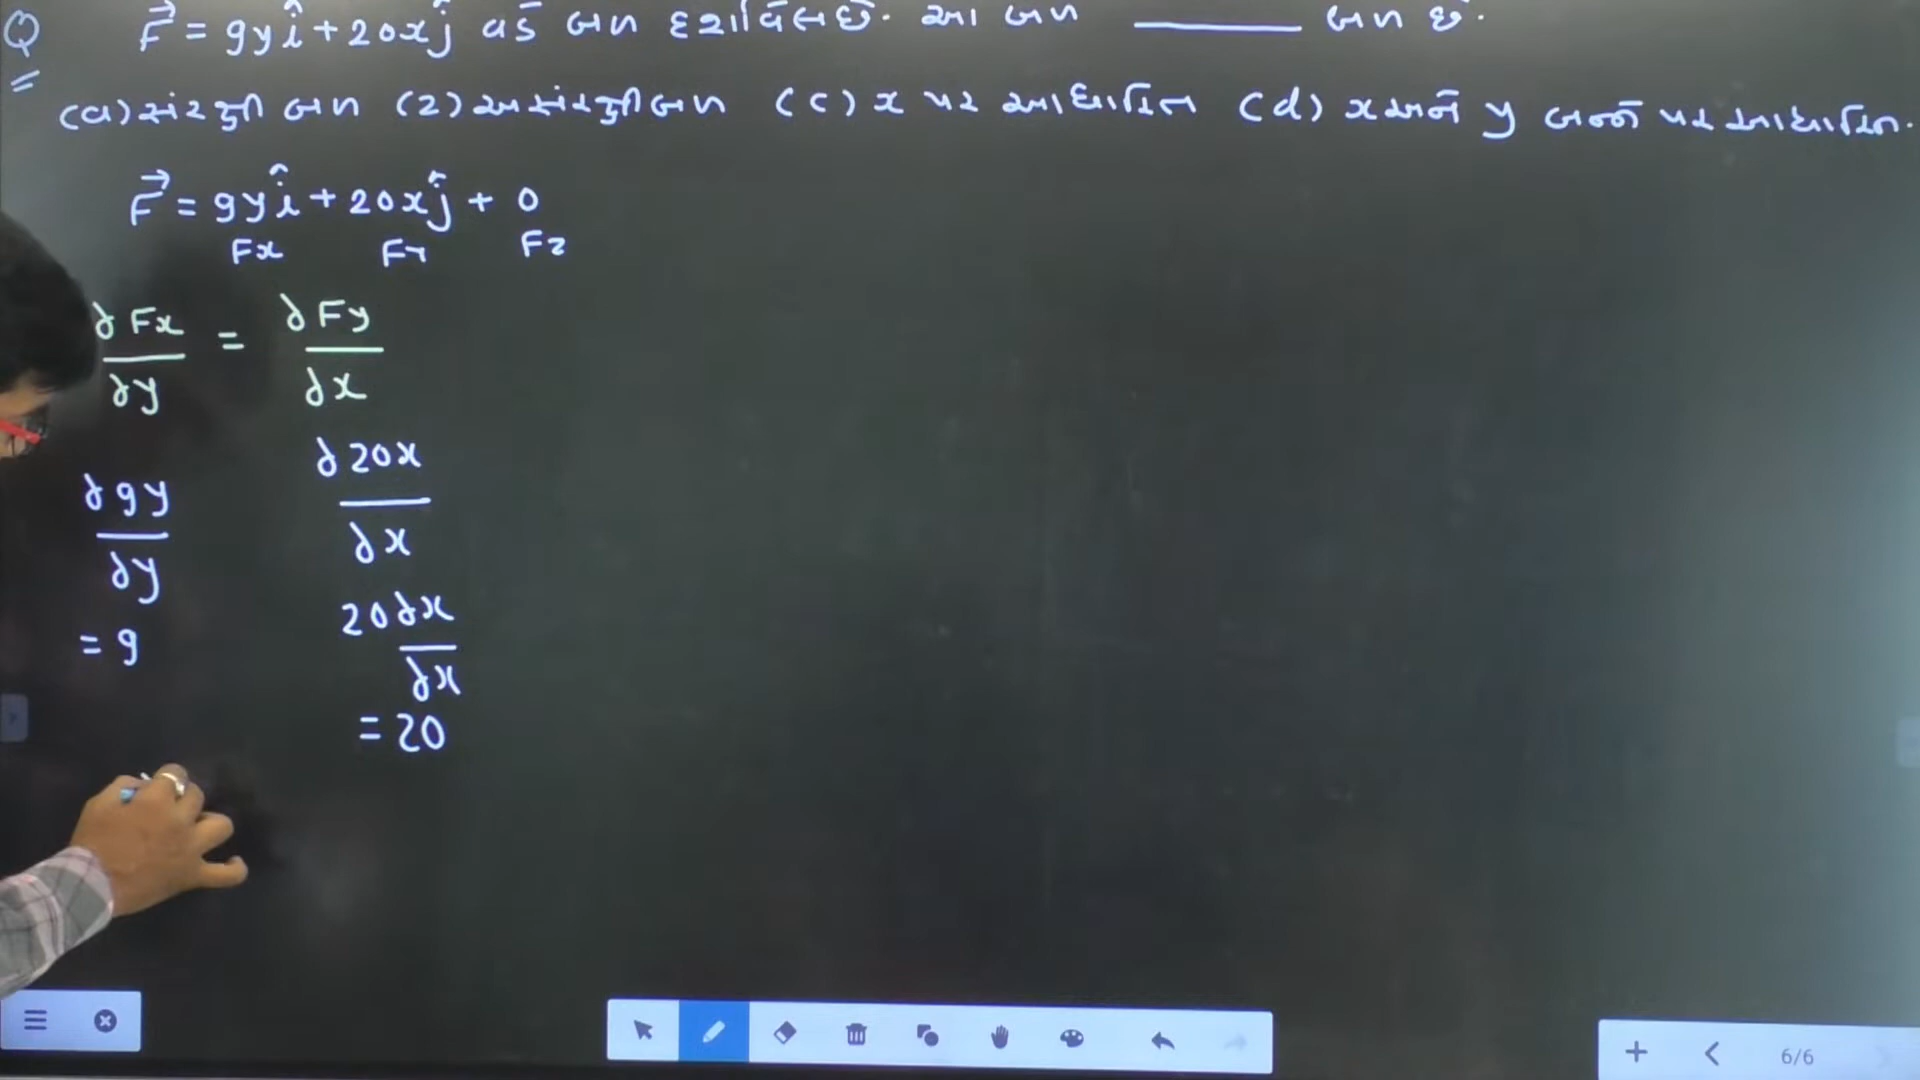 Q F⃗ = 9yî + 20xĵ વડે બળ દર્શાવેલ છે. આ બળ ______ બળ છે.
(a) સંરક્ષી બળ (2) અસંરક્ષી બળ (c) x પર આધારિત (d) x અને y બન્ને પર આધારિત.
F⃗ = 9yî + 20xĵ + 0
Fx Fy Fz
∂Fx/∂y = ∂Fy/∂x
∂9y/∂y ∂20x/∂x
= 9 20∂x/∂x
= 20
6/6